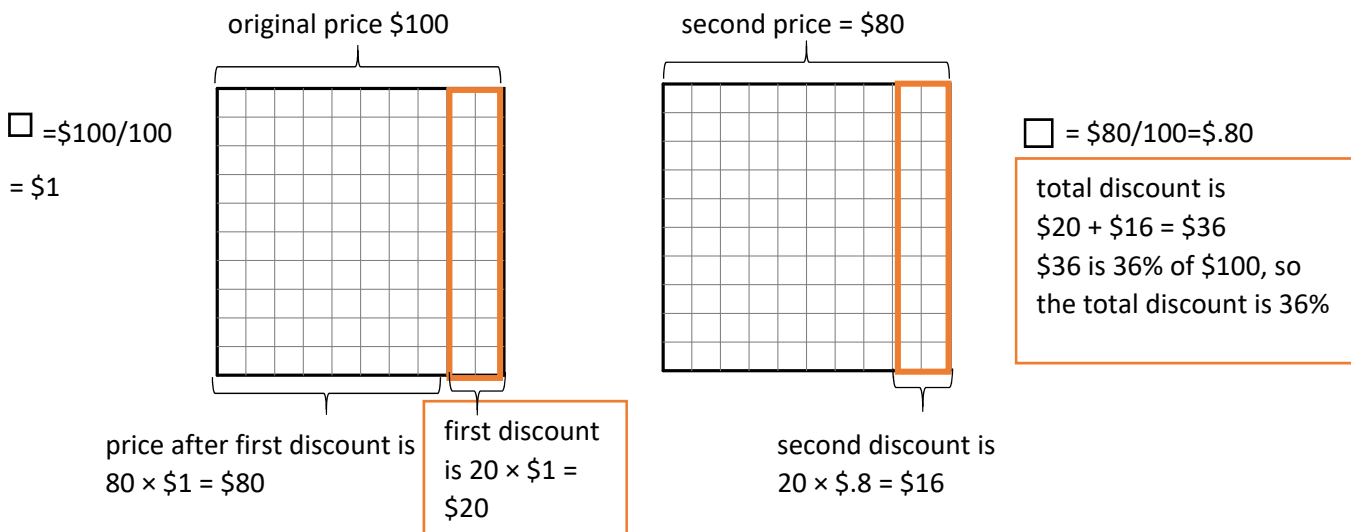 original price $100
second price = $80
=$100/100
= $1
= $80/100=$.80
total discount is
$20 + $16 = $36
$36 is 36% of $100, so
the total discount is 36%
price after first discount is
80 × $1 = $80
first discount
is 20 × $1 =
$20
second discount is
20 × $.8 = $16